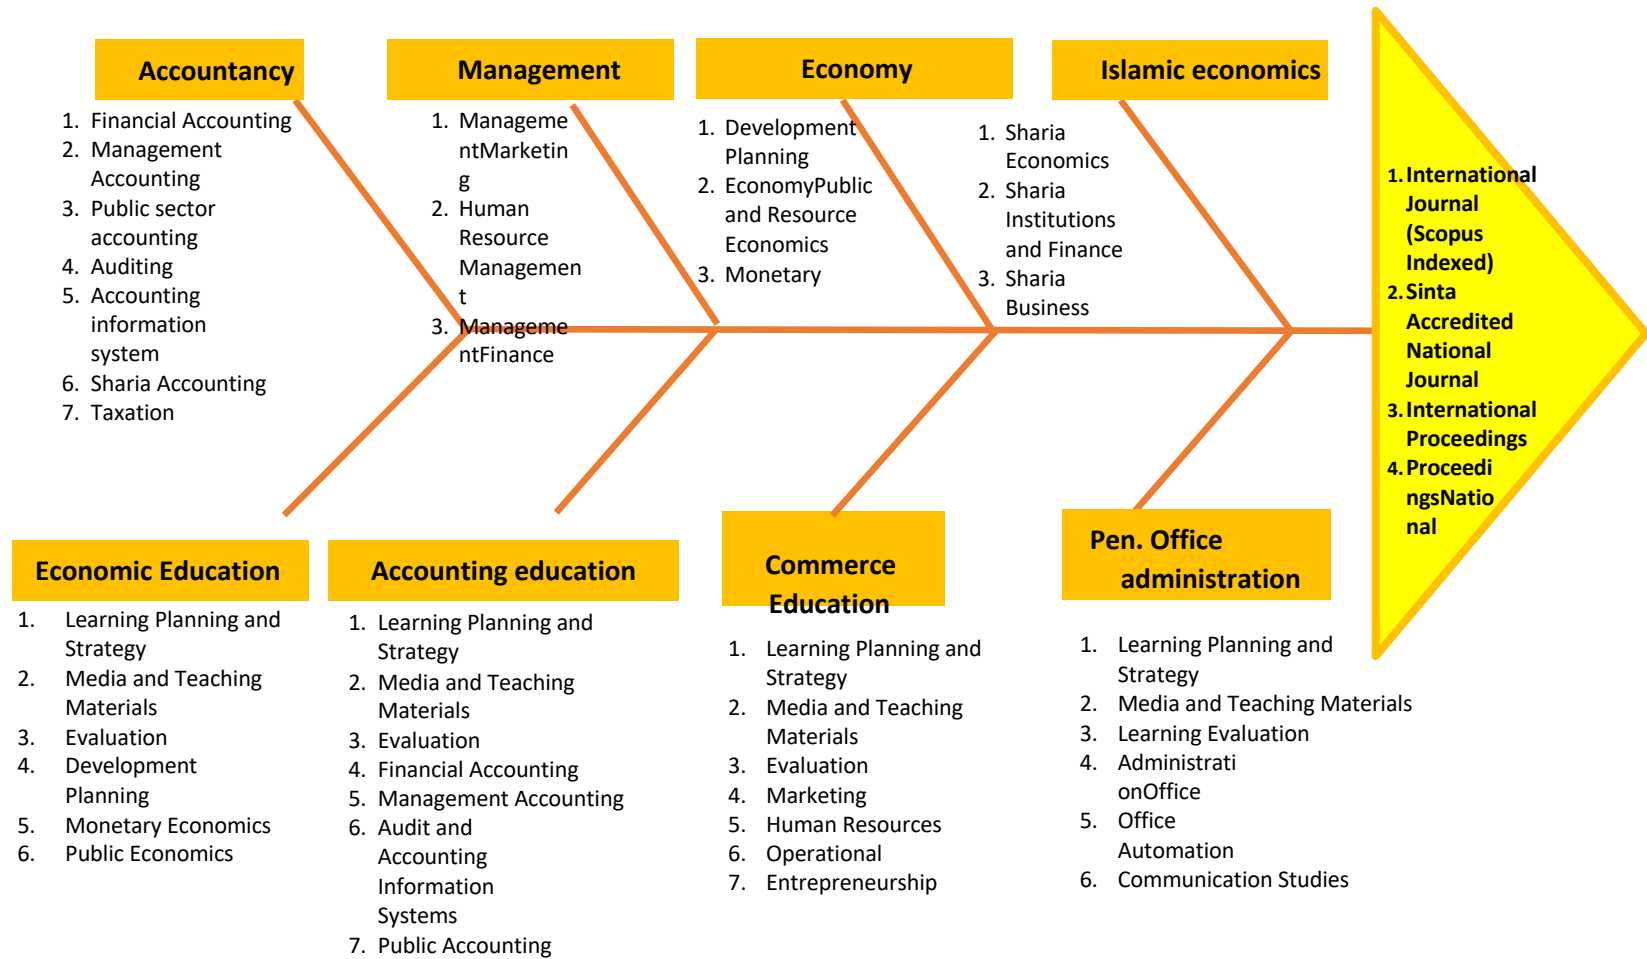 Accountancy
1. Financial Accounting
2. Management
Accounting
3. Public sector
accounting
4. Auditing
5. Accounting
information
system
6. Sharia Accounting
7. Taxation
Management
1. Manageme
ntMarketin
g
2. Human
Resource
Managemen
t
3. Manageme
ntFinance
Economy
1. Development
Planning
2. EconomyPublic
and Resource
Economics
3. Monetary
Islamic economics
1. Sharia
Economics
2. Sharia
Institutions
and Finance
3. Sharia
Business
1. International
Journal
(Scopus
Indexed)
2. Sinta
Accredited
National
Journal
3. International
Proceedings
4. Proceedi
ngsNatio
nal
Economic Education
1. Learning Planning and
Strategy
2. Media and Teaching
Materials
3. Evaluation
4. Development
Planning
5. Monetary Economics
6. Public Economics
Accounting education
1. Learning Planning and
Strategy
2. Media and Teaching
Materials
3. Evaluation
4. Financial Accounting
5. Management Accounting
6. Audit and
Accounting
Information
Systems
7. Public Accounting
Commerce
Education
1. Learning Planning and
Strategy
2. Media and Teaching
Materials
3. Evaluation
4. Marketing
5. Human Resources
6. Operational
7. Entrepreneurship
Pen. Office
administration
1. Learning Planning and
Strategy
2. Media and Teaching Materials
3. Learning Evaluation
4. Administrati
onOffice
5. Office
Automation
6. Communication Studies